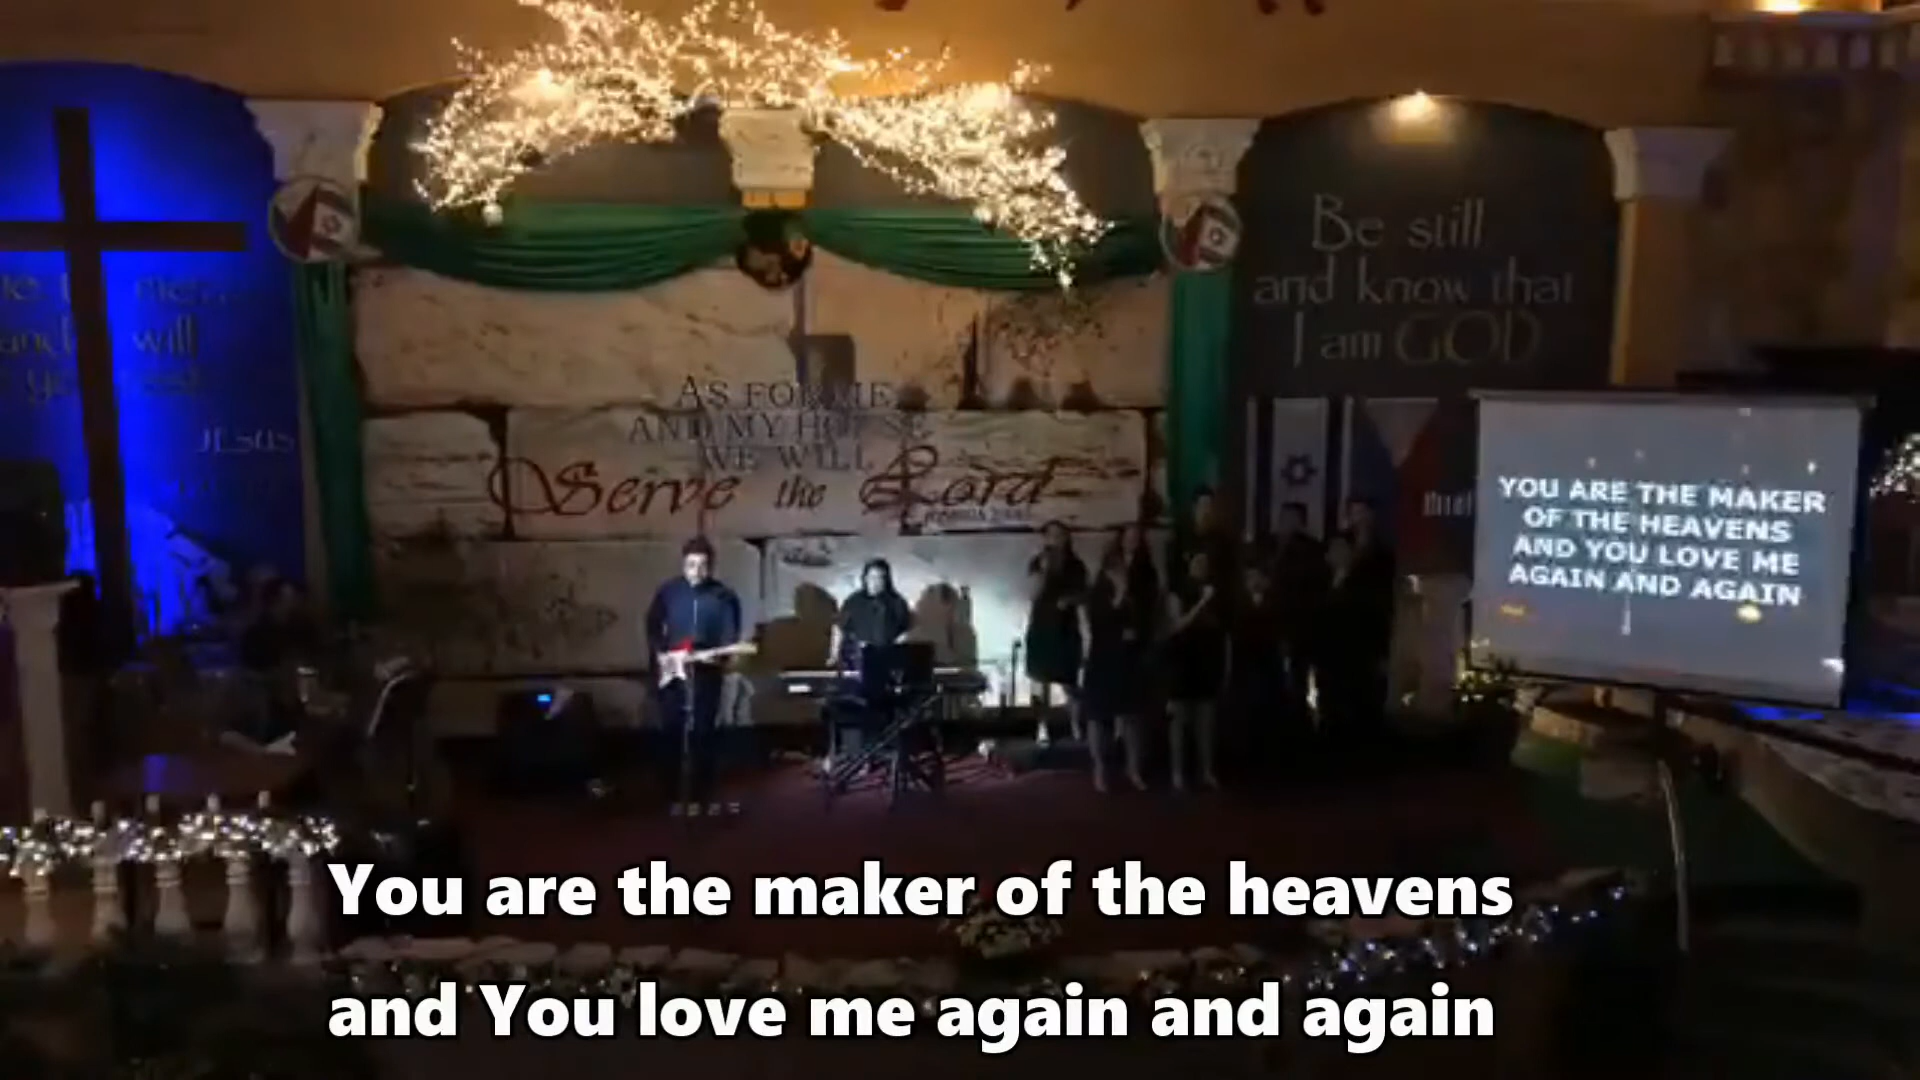 will
JESUS
AS FOR ME
AND MY HOUSE
WE WILL
Serve the Lord
Be still
and know that
I am GOD
YOU ARE THE MAKER
OF THE HEAVENS
AND YOU LOVE ME
AGAIN AND AGAIN
You are the maker of the heavens
and You love me again and again